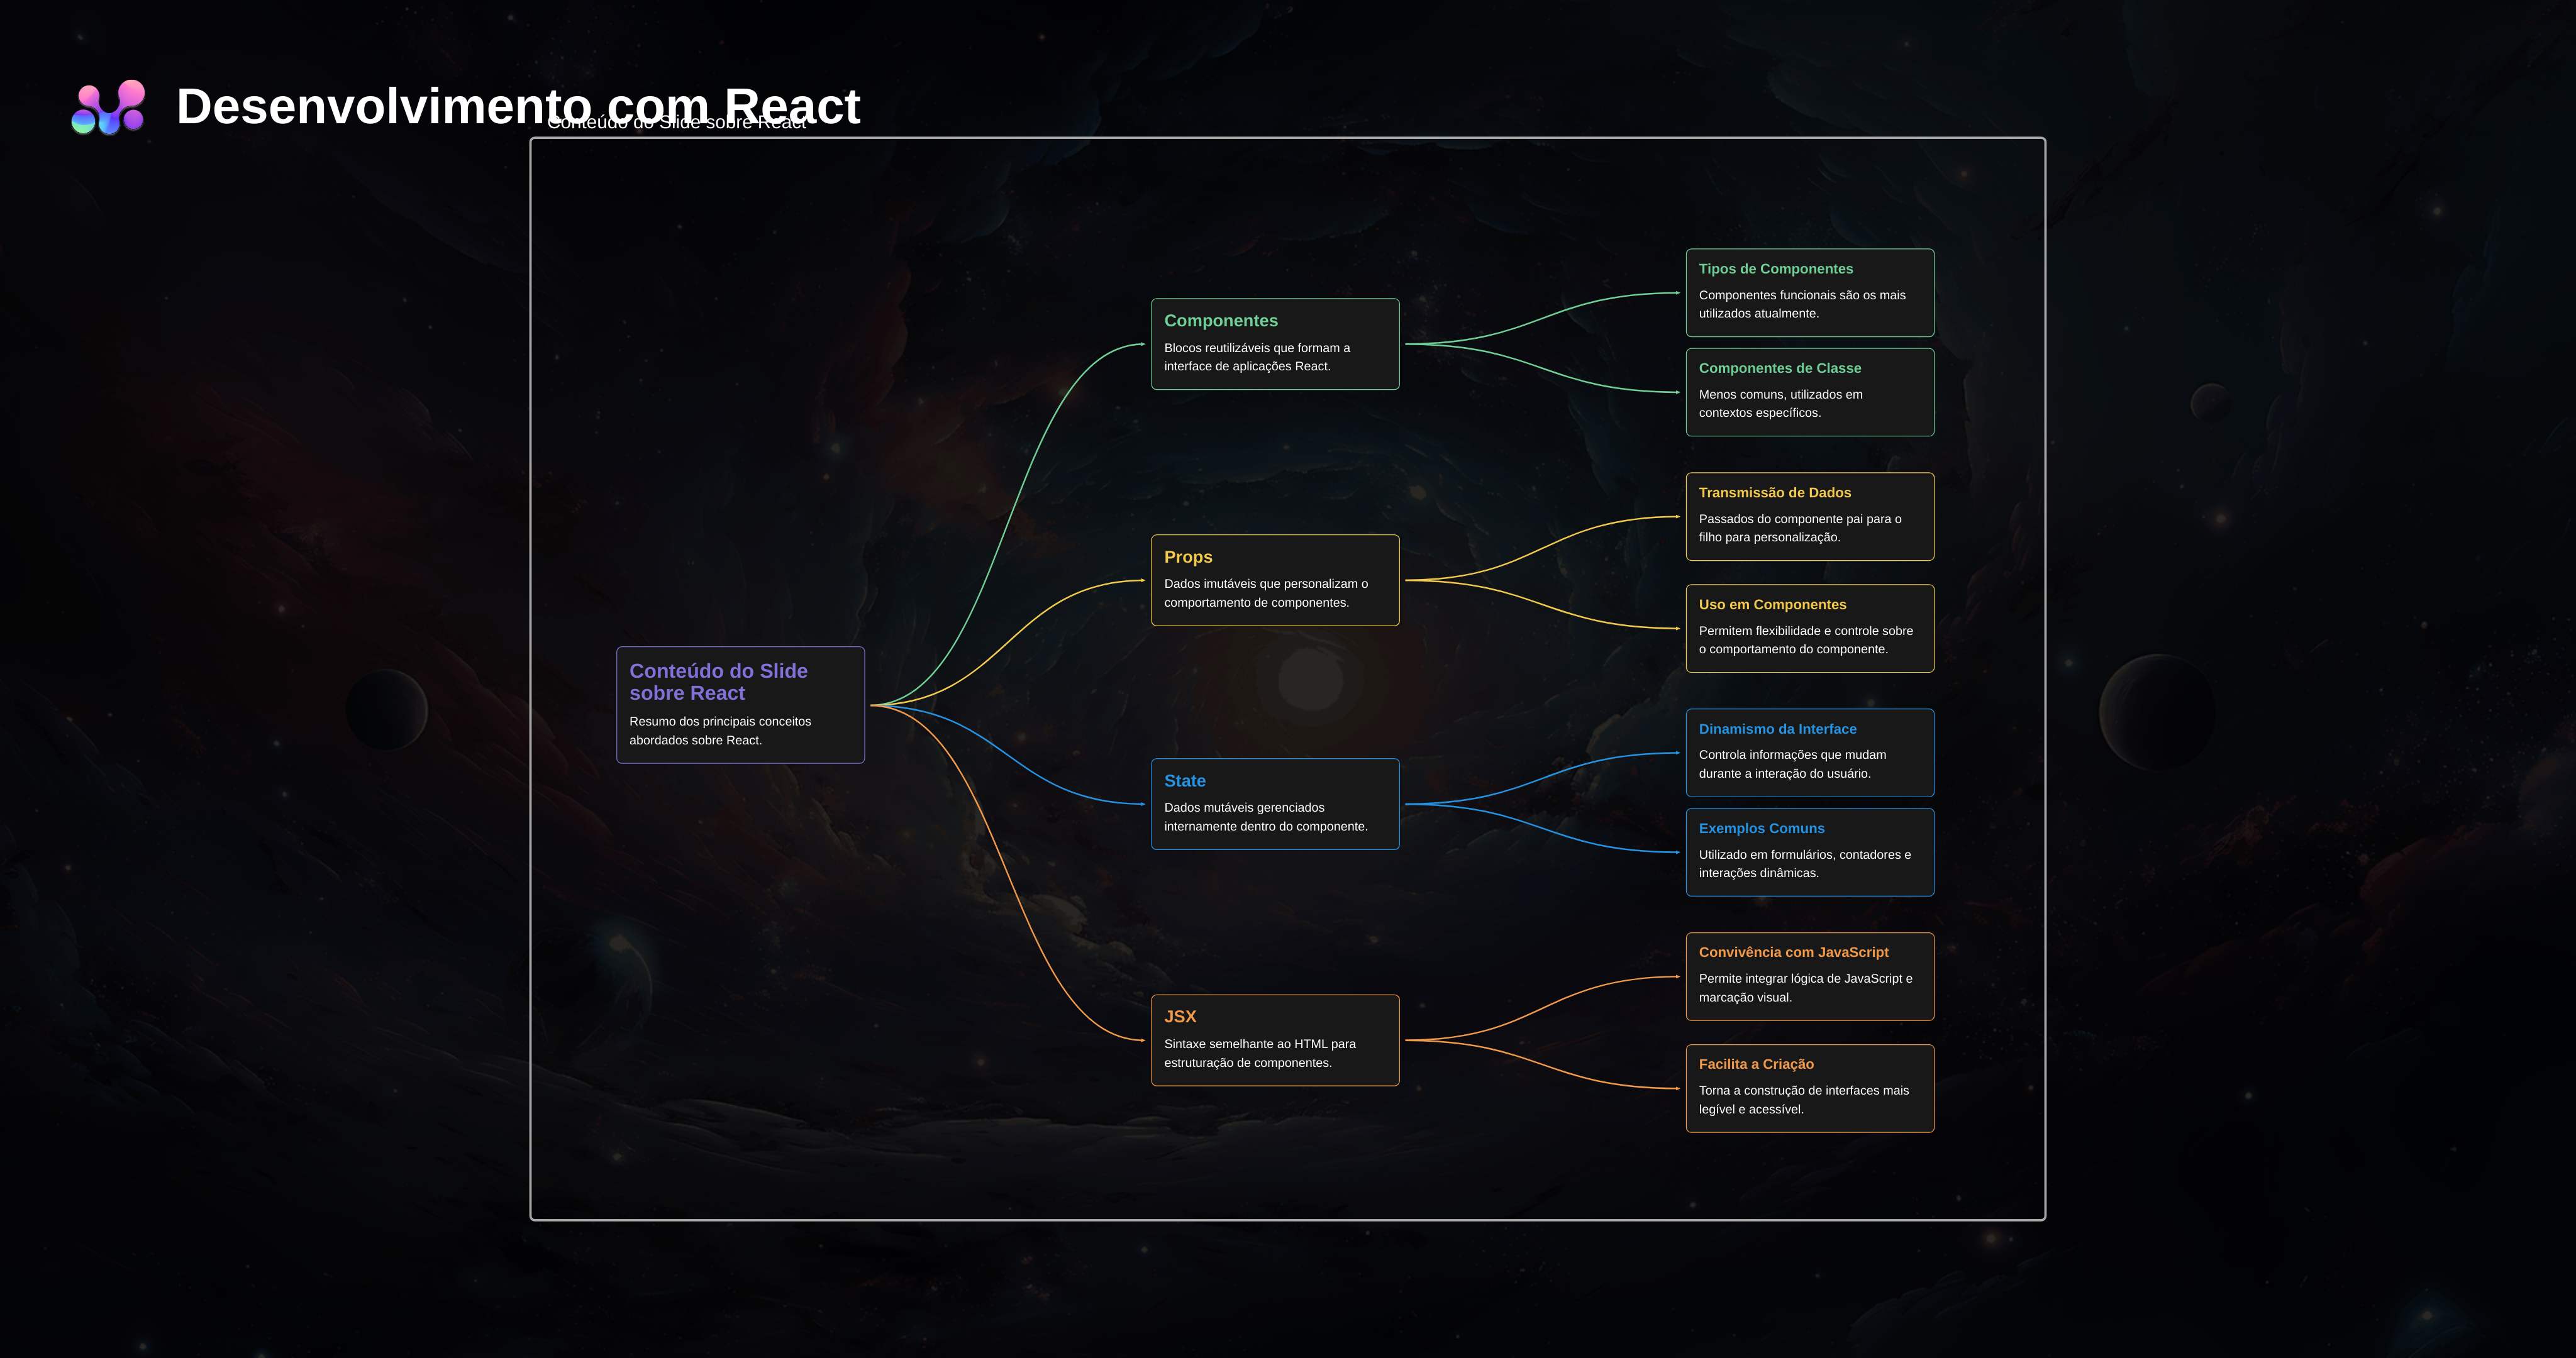 Desenvolvimento com React
Conteúdo do Slide sobre React
Conteúdo do Slide
sobre React
Resumo dos principais conceitos
abordados sobre React.
Componentes
Blocos reutilizáveis que formam a
interface de aplicações React.
Tipos de Componentes
Componentes funcionais são os mais
utilizados atualmente.
Componentes de Classe
Menos comuns, utilizados em
contextos específicos.
Props
Dados imutáveis que personalizam o
comportamento de componentes.
Transmissão de Dados
Passados do componente pai para o
filho para personalização.
Uso em Componentes
Permitem flexibilidade e controle sobre
o comportamento do componente.
State
Dados mutáveis gerenciados
internamente dentro do componente.
Dinamismo da Interface
Controla informações que mudam
durante a interação do usuário.
Exemplos Comuns
Utilizado em formulários, contadores e
interações dinâmicas.
JSX
Sintaxe semelhante ao HTML para
estruturação de componentes.
Convivência com JavaScript
Permite integrar lógica de JavaScript e
marcação visual.
Facilita a Criação
Torna a construção de interfaces mais
legível e acessível.